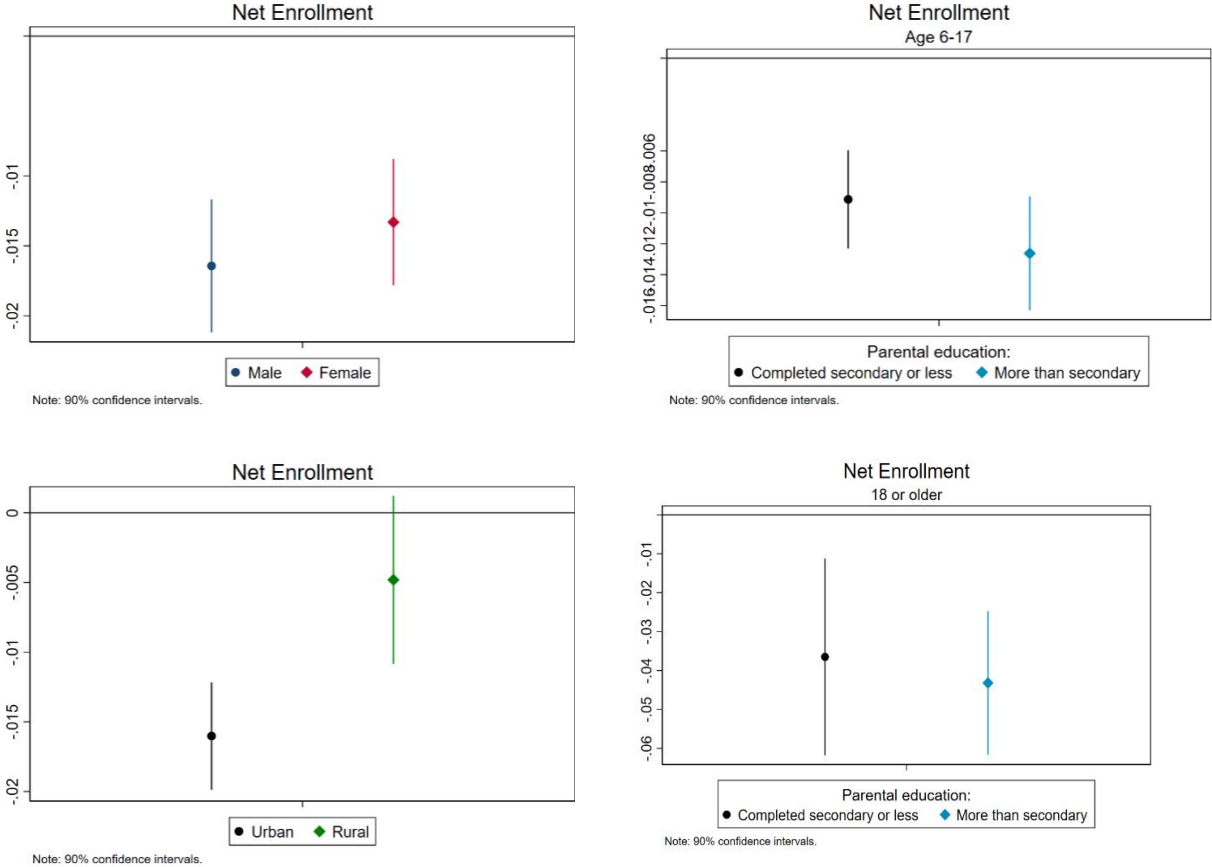 Net Enrollment
-.01
-.015
-.02
Male Female
Note: 90% confidence intervals.
Net Enrollment
Age 6-17
-.016-.014-.012-.01-.008-.006
Parental education:
Completed secondary or less More than secondary
Note: 90% confidence intervals.
Net Enrollment
0
-.005
-.01
-.015
-.02
Urban Rural
Note: 90% confidence intervals.
Net Enrollment
18 or older
-.01
-.02
-.03
-.04
-.05
-.06
Parental education:
Completed secondary or less More than secondary
Note: 90% confidence intervals.